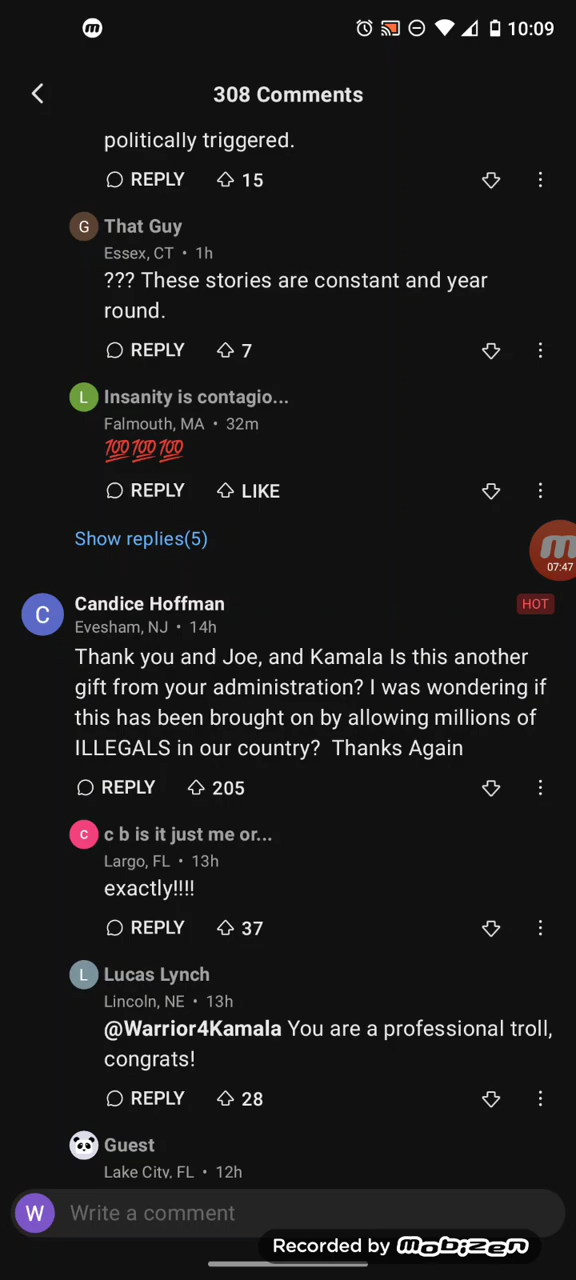 10:09
308 Comments
politically triggered.
REPLY 15
G That Guy
Essex, CT • 1h
??? These stories are constant and year
round.
REPLY 7
L Insanity is contagio...
Falmouth, MA • 32m
💯💯💯
REPLY LIKE
Show replies(5)
07:47
C Candice Hoffman HOT
Evesham, NJ • 14h
Thank you and Joe, and Kamala Is this another
gift from your administration? I was wondering if
this has been brought on by allowing millions of
ILLEGALS in our country?  Thanks Again
REPLY 205
c c b is it just me or...
Largo, FL • 13h
exactly!!!!
REPLY 37
L Lucas Lynch
Lincoln, NE • 13h
@Warrior4Kamala You are a professional troll,
congrats!
REPLY 28
Guest
Lake City, FL • 12h
W Write a comment
Recorded by mobizen